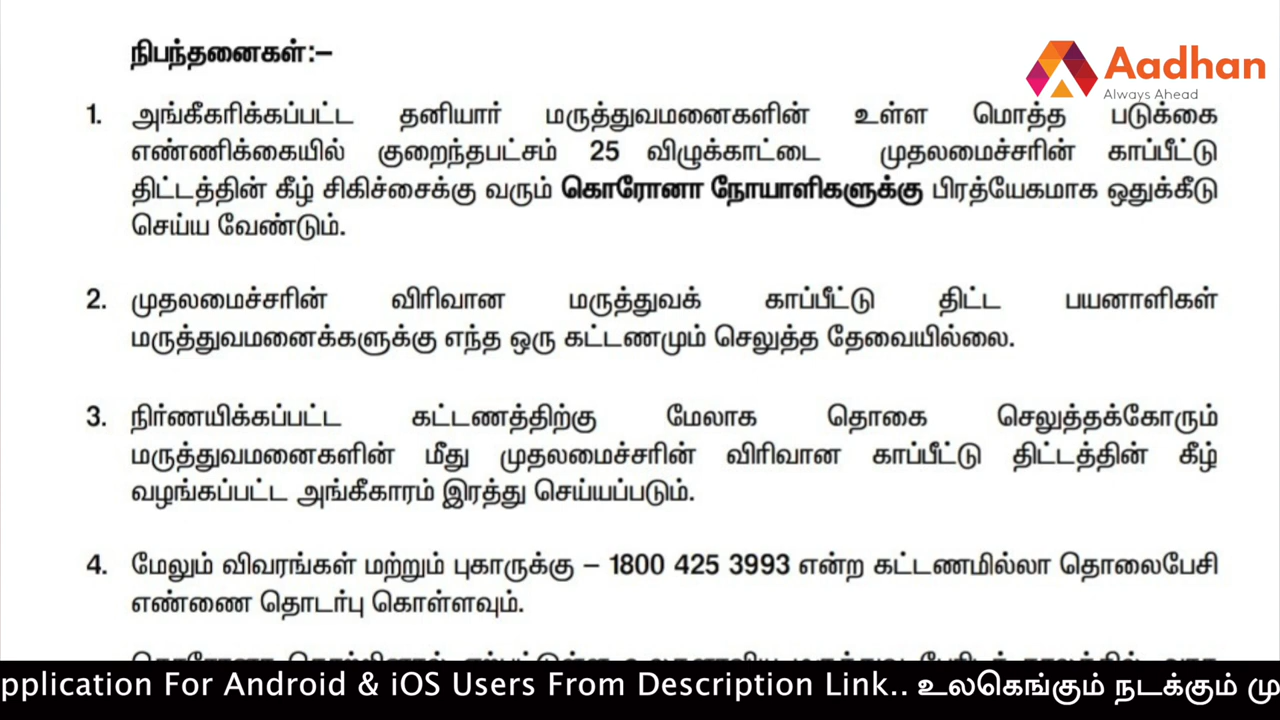 நிபந்தனைகள்:–
Aadhan
Always Ahead
1. அங்கீகரிக்கப்பட்ட தனியார் மருத்துவமனைகளின் உள்ள மொத்த படுக்கை
எண்ணிக்கையில் குறைந்தபட்சம் 25 விழுக்காட்டை முதலமைச்சரின் காப்பீட்டு
திட்டத்தின் கீழ் சிகிச்சைக்கு வரும் கொரோனா நோயாளிகளுக்கு பிரத்யேகமாக ஒதுக்கீடு
செய்ய வேண்டும்.
2. முதலமைச்சரின் விரிவான மருத்துவக் காப்பீட்டு திட்ட பயனாளிகள்
மருத்துவமனைக்களுக்கு எந்த ஒரு கட்டணமும் செலுத்த தேவையில்லை.
3. நிர்ணயிக்கப்பட்ட கட்டணத்திற்கு மேலாக தொகை செலுத்தக்கோரும்
மருத்துவமனைகளின் மீது முதலமைச்சரின் விரிவான காப்பீட்டு திட்டத்தின் கீழ்
வழங்கப்பட்ட அங்கீகாரம் இரத்து செய்யப்படும்.
4. மேலும் விவரங்கள் மற்றும் புகாருக்கு – 1800 425 3993 என்ற கட்டணமில்லா தொலைபேசி
எண்ணை தொடர்பு கொள்ளவும்.
pplication For Android & iOS Users From Description Link.. உலகெங்கும் நடக்கும் மு